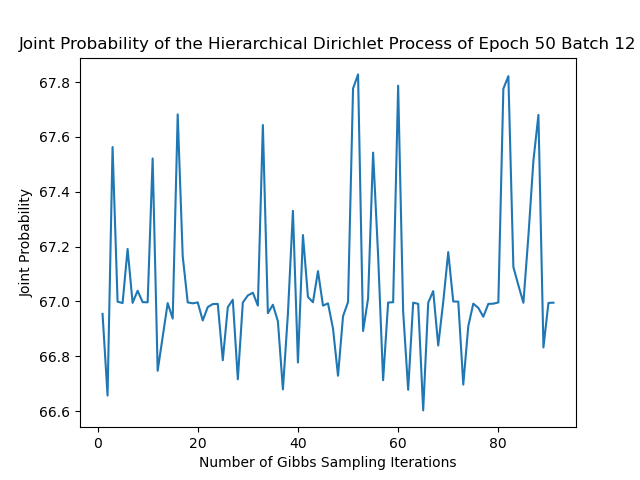 Joint Probability of the Hierarchical Dirichlet Process of Epoch 50 Batch 12
67.8
67.6
67.4
67.2
67.0
66.8
66.6
Joint Probability
0 20 40 60 80
Number of Gibbs Sampling Iterations